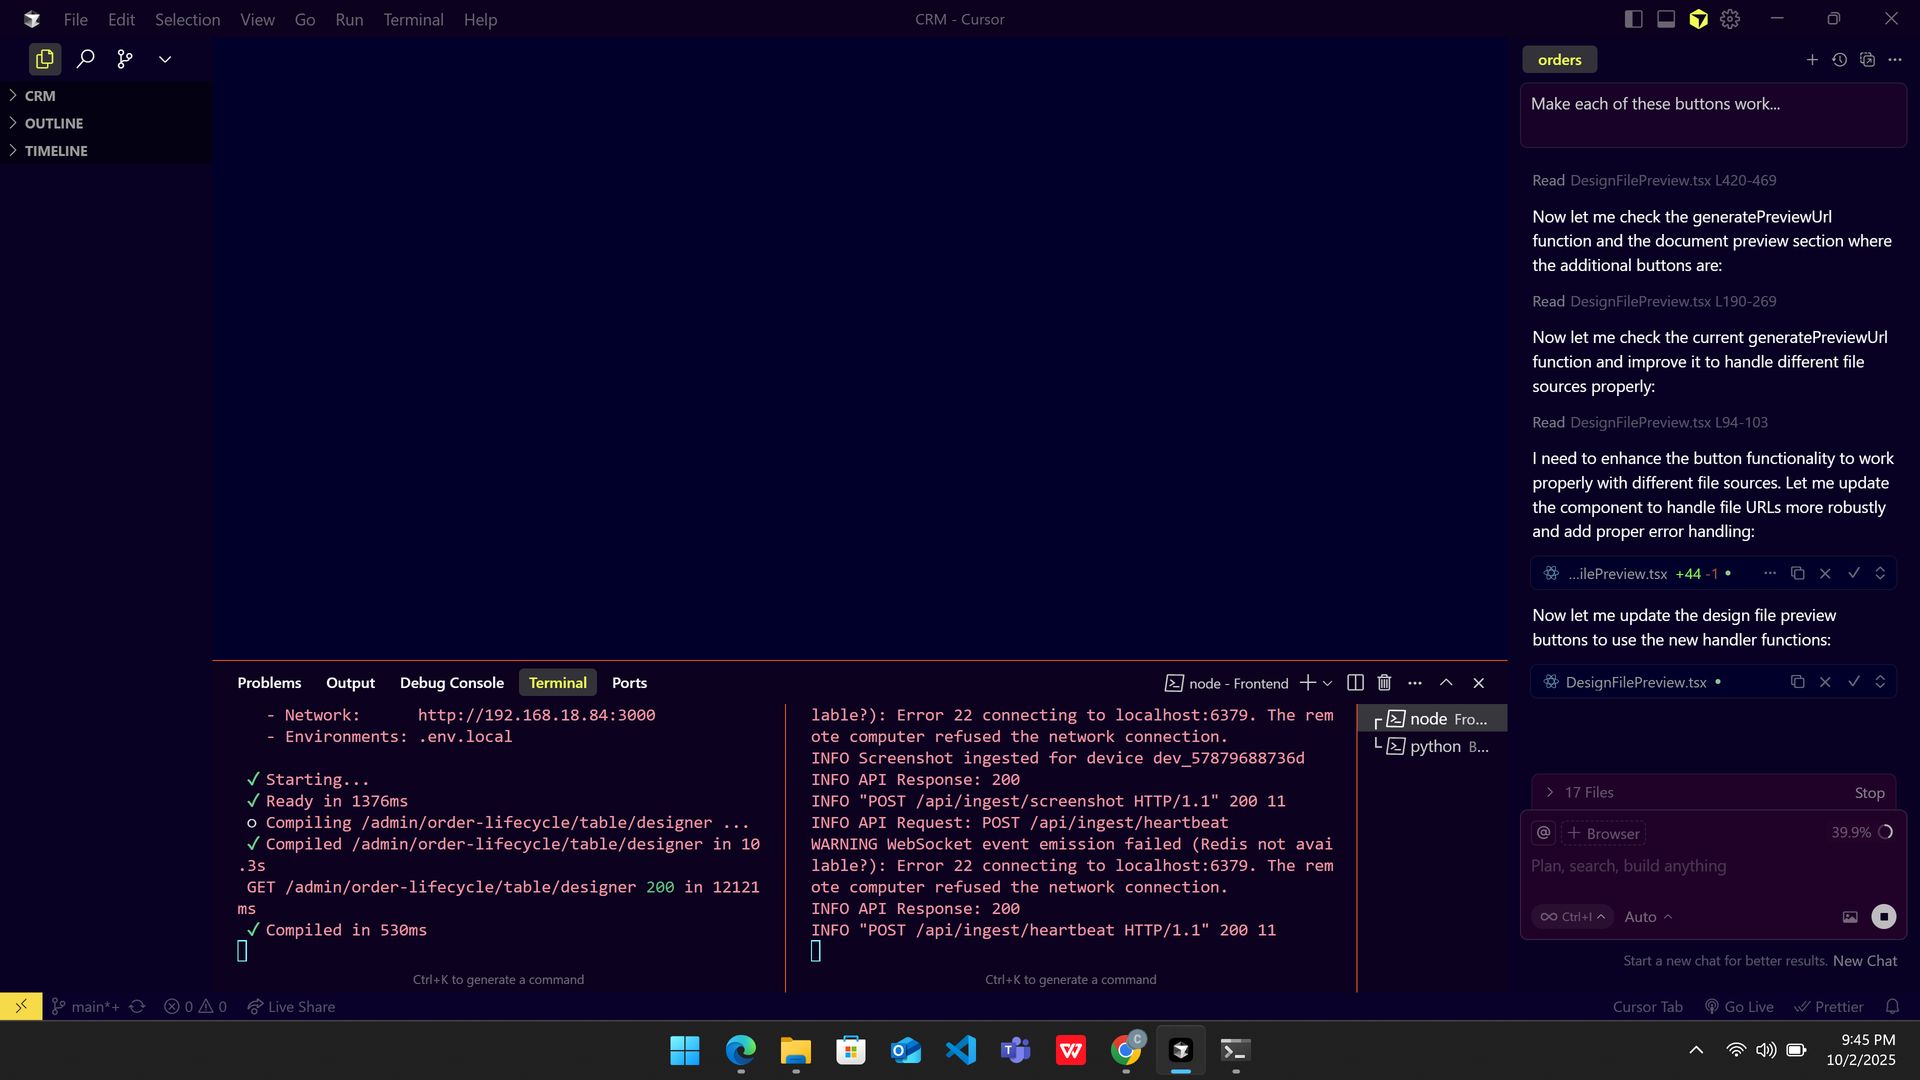 File Edit Selection View Go Run Terminal Help
CRM - Cursor
CRM
OUTLINE
TIMELINE
orders
Make each of these buttons work...
Read DesignFilePreview.tsx L420-469
Now let me check the generatePreviewUrl
function and the document preview section where
the additional buttons are:
Read DesignFilePreview.tsx L190-269
Now let me check the current generatePreviewUrl
function and improve it to handle different file
sources properly:
Read DesignFilePreview.tsx L94-103
I need to enhance the button functionality to work
properly with different file sources. Let me update
the component to handle file URLs more robustly
and add proper error handling:
...ilePreview.tsx +44 -1
Now let me update the design file preview
buttons to use the new handler functions:
DesignFilePreview.tsx
17 Files Stop
@ + Browser 39.9%
Plan, search, build anything
Ctrl+I Auto
Start a new chat for better results. New Chat
Problems Output Debug Console Terminal Ports
node - Frontend
- Network: http://192.168.18.84:3000
- Environments: .env.local
✓ Starting...
✓ Ready in 1376ms
○ Compiling /admin/order-lifecycle/table/designer ...
✓ Compiled /admin/order-lifecycle/table/designer in 10
.3s
GET /admin/order-lifecycle/table/designer 200 in 12121
ms
✓ Compiled in 530ms
Ctrl+K to generate a command
lable?): Error 22 connecting to localhost:6379. The rem
ote computer refused the network connection.
INFO Screenshot ingested for device dev_57879688736d
INFO API Response: 200
INFO "POST /api/ingest/screenshot HTTP/1.1" 200 11
INFO API Request: POST /api/ingest/heartbeat
WARNING WebSocket event emission failed (Redis not avai
lable?): Error 22 connecting to localhost:6379. The rem
ote computer refused the network connection.
INFO API Response: 200
INFO "POST /api/ingest/heartbeat HTTP/1.1" 200 11
Ctrl+K to generate a command
node Fro...
python B...
main*+ 0 0 Live Share
Cursor Tab Go Live Prettier
9:45 PM
10/2/2025